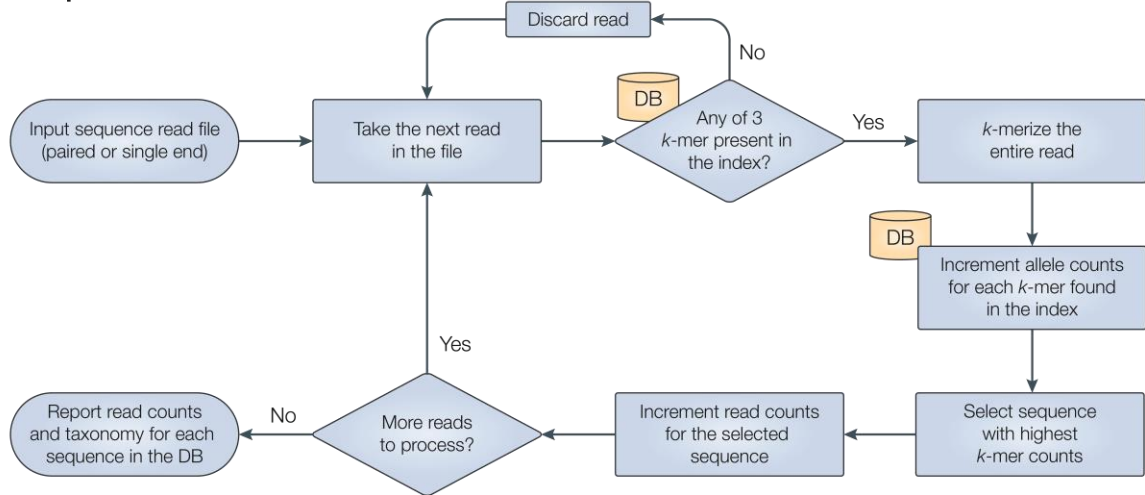 Discard read
No
DB
Input sequence read file
(paired or single end)
Take the next read
in the file
Any of 3
k-mer present in
the index?
Yes
k-merize the
entire read
DB
Increment allele counts
for each k-mer found
in the index
Yes
Report read counts
and taxonomy for each
sequence in the DB
No
More reads
to process?
Increment read counts
for the selected
sequence
Select sequence
with highest
k-mer counts